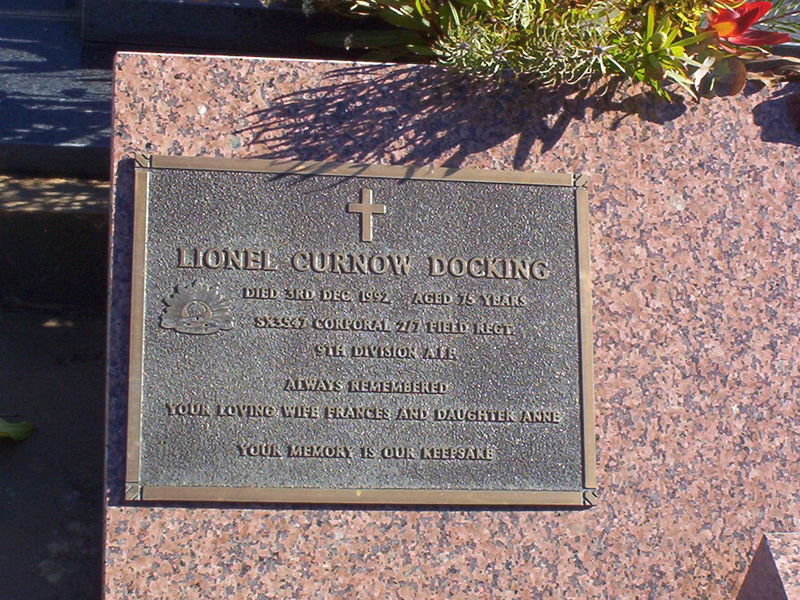 LIONEL CURNOW DOCKING
DIED 3RD DEC. 1992 AGED 75 YEARS
SX3547 CORPORAL 2/7 FIELD REGT.
9TH DIVISION A.I.F.
ALWAYS REMEMBERED
YOUR LOVING WIFE FRANCES AND DAUGHTER ANNE
YOUR MEMORY IS OUR KEEPSAKE